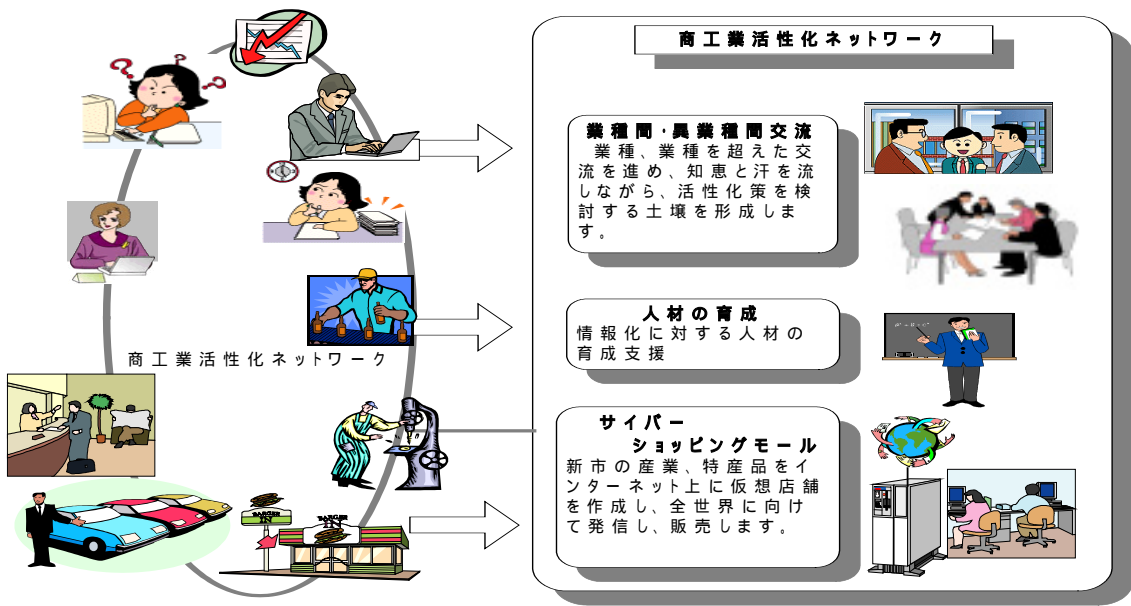 商工業活性化ネットワーク
業種間・異業種間交流
業種、業種を超えた交
流を進め、知恵と汗を流
しながら、活性化策を検
討する土壌を形成しま
す。
人材の育成
情報化に対する人材の
育成支援
商工業活性化ネットワーク
サイバー
ショッピングモール
新市の産業、特産品をイ
ンターネット上に仮想店舗
を作成し、全世界に向け
て発信し、販売します。
BARGER
IN
BARGER
IN